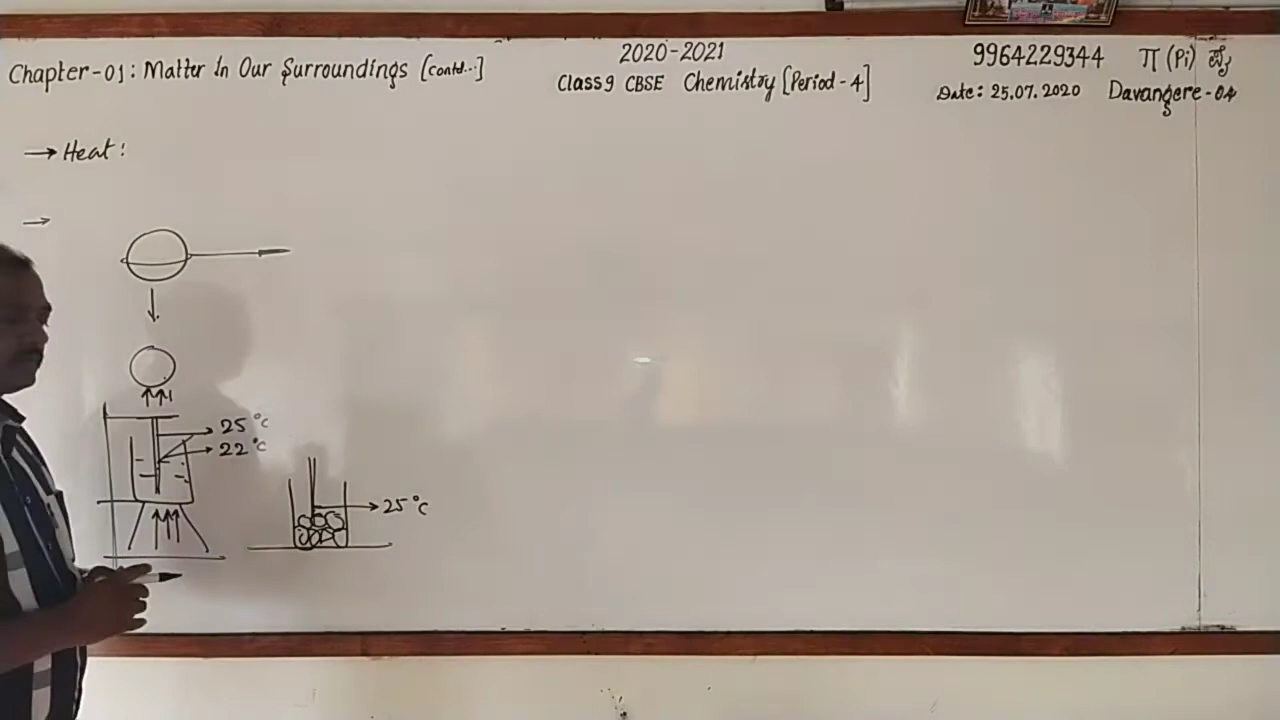 Chapter-01: Matter In Our Surroundings [Contd...]
2020-2021
Class 9 CBSE Chemistry [Period-4]
9964229344 π (Pi)
Date: 25.07.2020 Davangere-04
→ Heat:
→
25°C
22°C
25°C